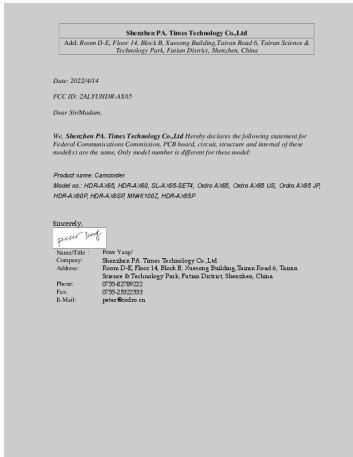 Shenzhen PA. Times Technology Co.,Ltd
Add: Room D-E, Floor 14, Block B, Xuesong Building,Tairan Road 6, Tairan Science &
Technology Park, Futian District, Shenzhen, China
Date: 2022/4/14
FCC ID: 2ALYUHDR-AX65
Dear Sir/Madam,
We, Shenzhen PA. Times Technology Co.,Ltd Hereby declares the following statement for
Federal Communications Commission, PCB board, circuit, structure and internal of these
model(s) are the same, Only model number is different for these model:
Product name: Camcorder
Model no.: HDR-AX65, HDR-AX60, SL-AX65-SET4, Ordro AX65, Ordro AX65 US, Ordro AX65 JP,
HDR-AX60P, HDR-AX65P, MN4K100Z, HDR-AX65P
Sincerely,
peter yang
Name/Title : Peter Yang/
Company: Shenzhen PA. Times Technology Co.,Ltd
Address: Room D-E, Floor 14, Block B, Xuesong Building,Tairan Road 6, Tairan
Science & Technology Park, Futian District, Shenzhen, China
Phone: 0755-82789222
Fax: 0755-25322533
E-Mail: peter@ordro.cn